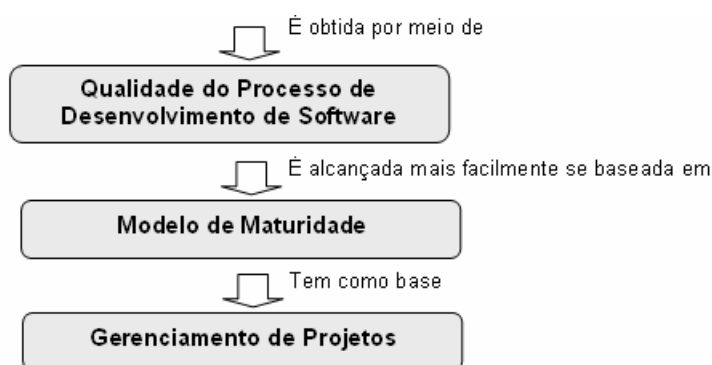 É obtida por meio de
Qualidade do Processo de
Desenvolvimento de Software
É alcançada mais facilmente se baseada em
Modelo de Maturidade
Tem como base
Gerenciamento de Projetos